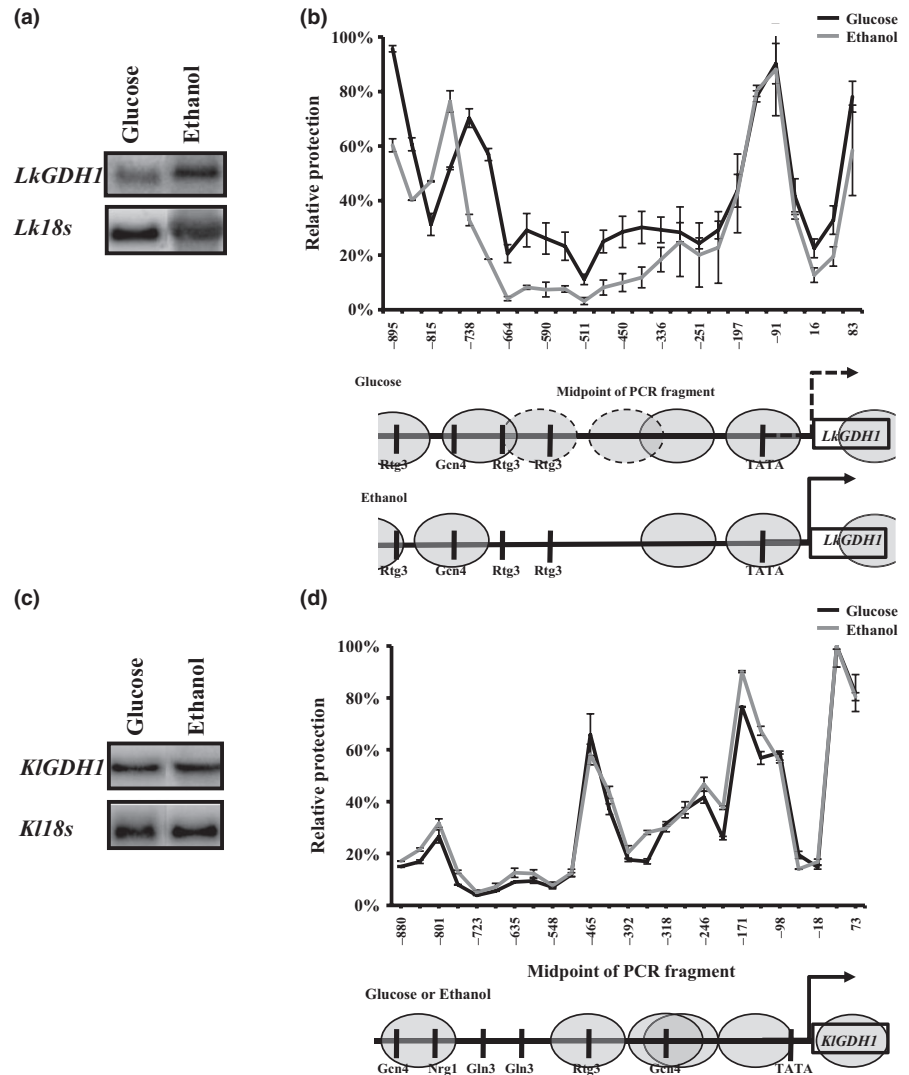 (a)
Glucose
Ethanol
LkGDH1
Lk18s
(b)
Glucose
Ethanol
Relative protection
100%
80%
60%
40%
20%
0%
–895
–815
–738
–664
–590
–511
–450
–336
–251
–197
–91
16
83
Midpoint of PCR fragment
Glucose
Rtg3
Gcn4
Rtg3
Rtg3
TATA
LkGDH1
Ethanol
Rtg3
Gcn4
Rtg3
Rtg3
TATA
LkGDH1
(c)
Glucose
Ethanol
KlGDH1
Kl18s
(d)
Glucose
Ethanol
Relative protection
100%
80%
60%
40%
20%
0%
–880
–801
–723
–635
–548
–465
–392
–318
–246
–171
–98
–18
73
Midpoint of PCR fragment
Glucose or Ethanol
Gcn4
Nrg1
Gln3
Gln3
Rtg3
Gcn4
TATA
KlGDH1